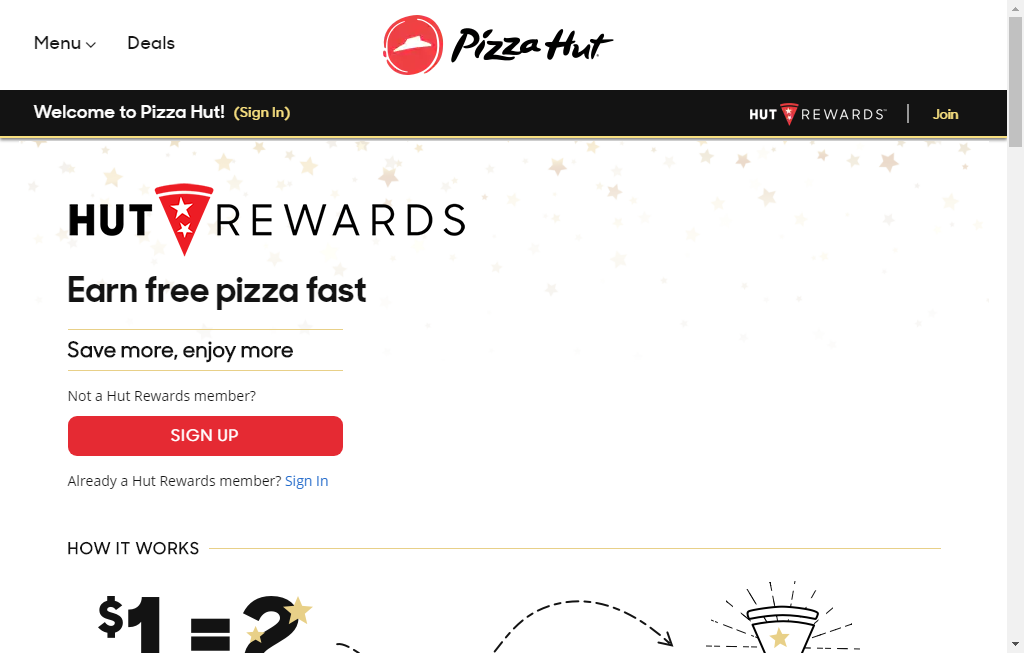 Menu Deals
Pizza Hut
Welcome to Pizza Hut! (Sign In)
HUT REWARDS™ | Join
HUT REWARDS
Earn free pizza fast
Save more, enjoy more
Not a Hut Rewards member?
SIGN UP
Already a Hut Rewards member? Sign In
HOW IT WORKS
$1 = 2